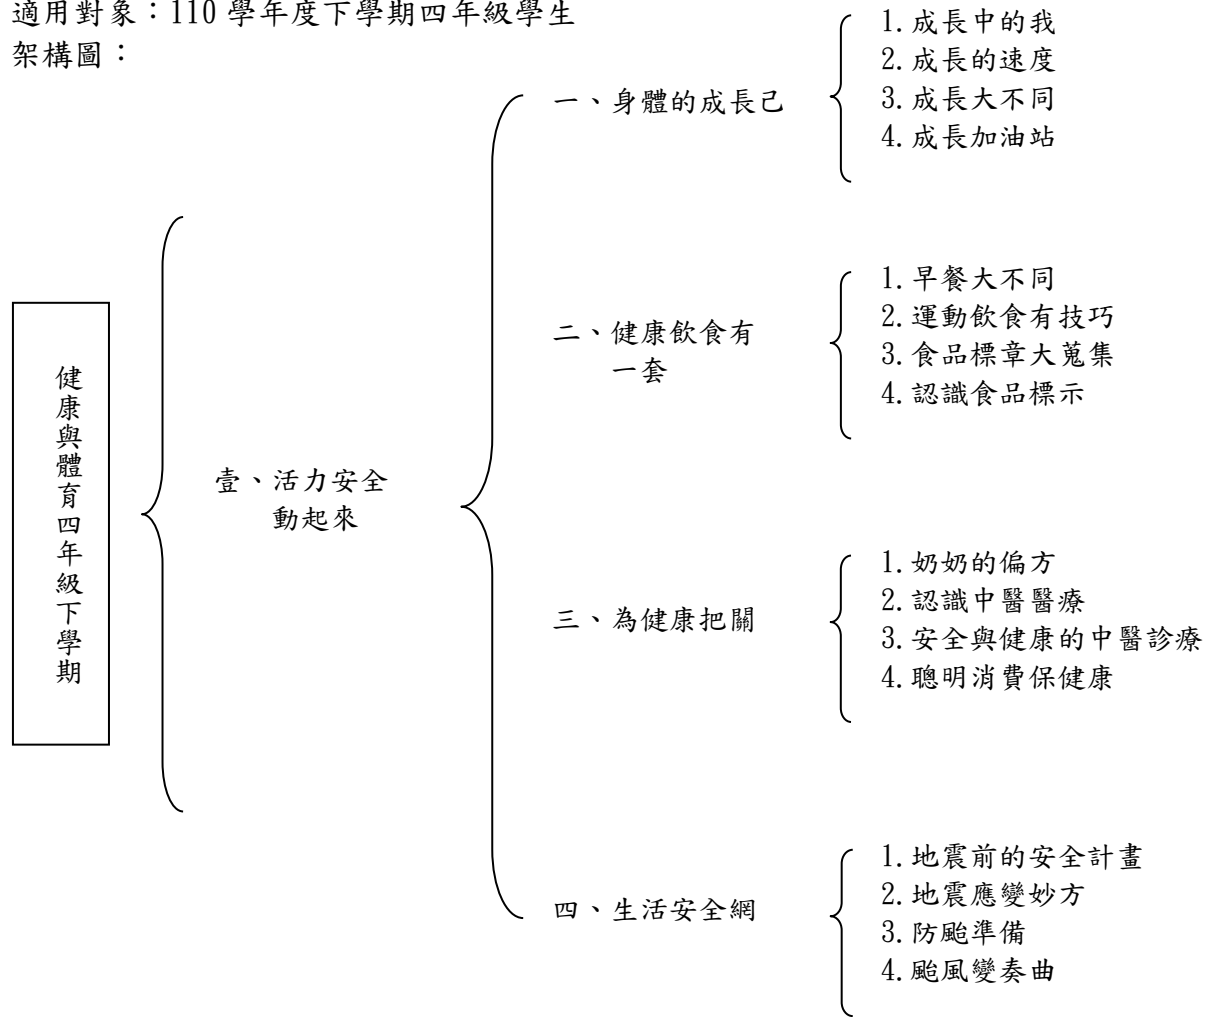 適用對象：110 學年度下學期四年級學生
架構圖：
健康與體育四年級下學期
壹、活力安全
動起來
一、身體的成長己
1.成長中的我
2.成長的速度
3.成長大不同
4.成長加油站
二、健康飲食有
一套
1.早餐大不同
2.運動飲食有技巧
3.食品標章大蒐集
4.認識食品標示
三、為健康把關
1.奶奶的偏方
2.認識中醫醫療
3.安全與健康的中醫診療
4.聰明消費保健康
四、生活安全網
1.地震前的安全計畫
2.地震應變妙方
3.防颱準備
4.颱風變奏曲